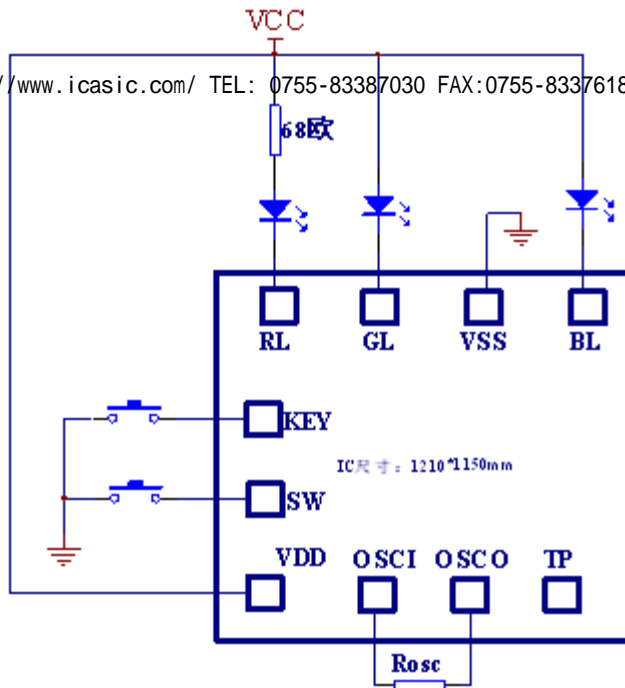 VCC
//www.icasic.com/ TEL: 0755-83387030 FAX:0755-8337618
68欧
RL GL VSS BL
KEY
IC尺寸：1210*1150mm
SW
VDD OSCI OSCO TP
Rosc